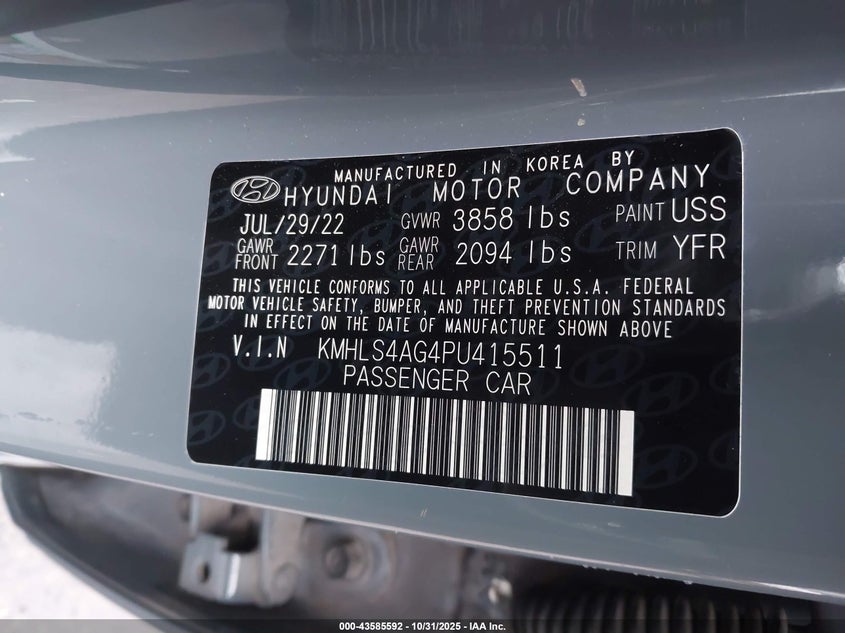 MANUFACTURED IN KOREA BY
HYUNDAI MOTOR COMPANY
JUL/29/22 GVWR 3858 lbs PAINT USS
GAWR FRONT 2271 lbs GAWR REAR 2094 lbs TRIM YFR
THIS VEHICLE CONFORMS TO ALL APPLICABLE U.S.A. FEDERAL
MOTOR VEHICLE SAFETY, BUMPER, AND THEFT PREVENTION STANDARDS
IN EFFECT ON THE DATE OF MANUFACTURE SHOWN ABOVE
V.I.N KMHLS4AG4PU415511
PASSENGER CAR
000-43585592 - 10/31/2025 - IAA Inc.